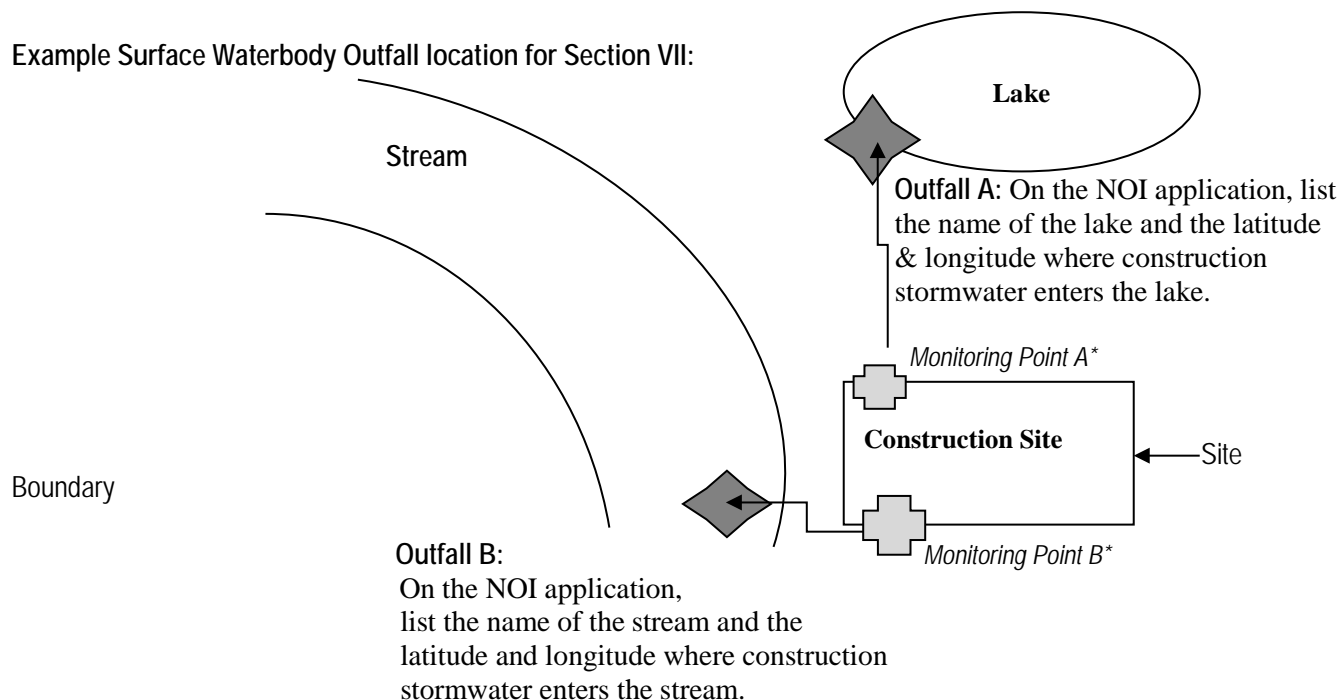 Example Surface Waterbody Outfall location for Section VII:
Lake
Stream
Outfall A: On the NOI application, list
the name of the lake and the latitude
& longitude where construction
stormwater enters the lake.
Monitoring Point A*
Construction Site
Site
Boundary
Monitoring Point B*
Outfall B:
On the NOI application,
list the name of the stream and the
latitude and longitude where construction
stormwater enters the stream.